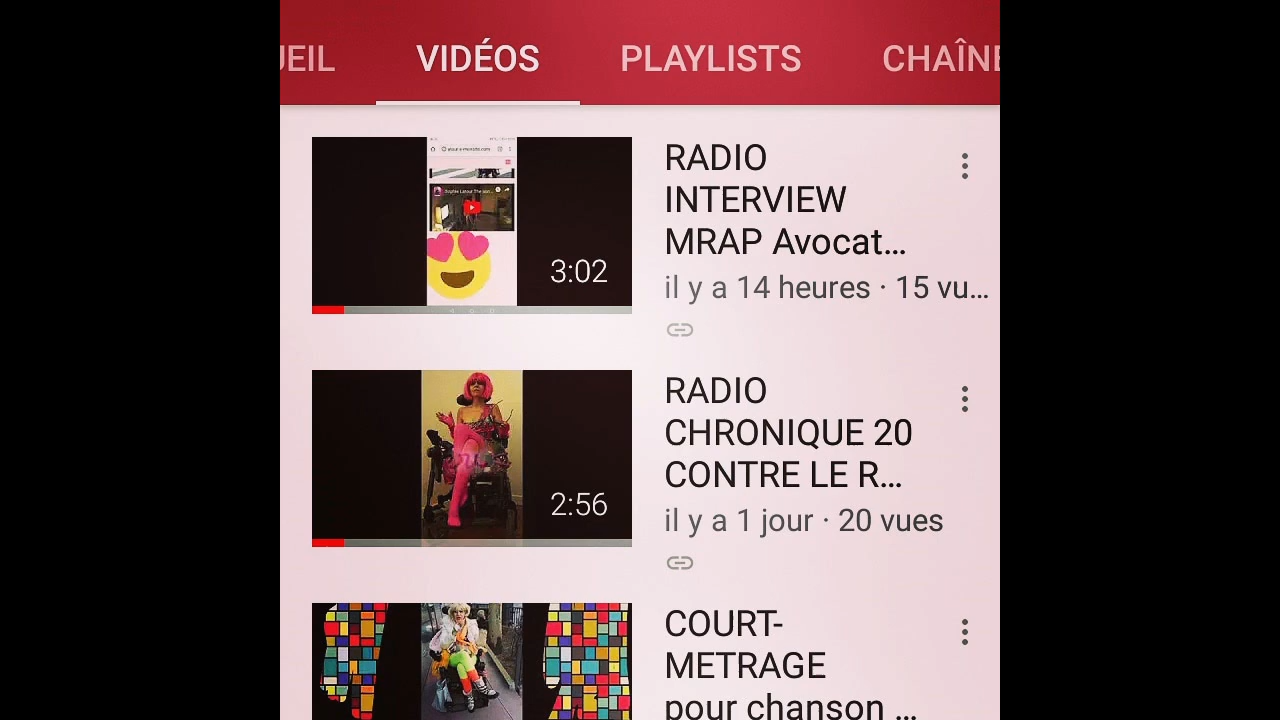 UEIL VIDÉOS PLAYLISTS CHAÎNE
RADIO
INTERVIEW
MRAP Avocat…
il y a 14 heures · 15 vu…
3:02
RADIO
CHRONIQUE 20
CONTRE LE R…
il y a 1 jour · 20 vues
2:56
COURT-
METRAGE
pour chanson …